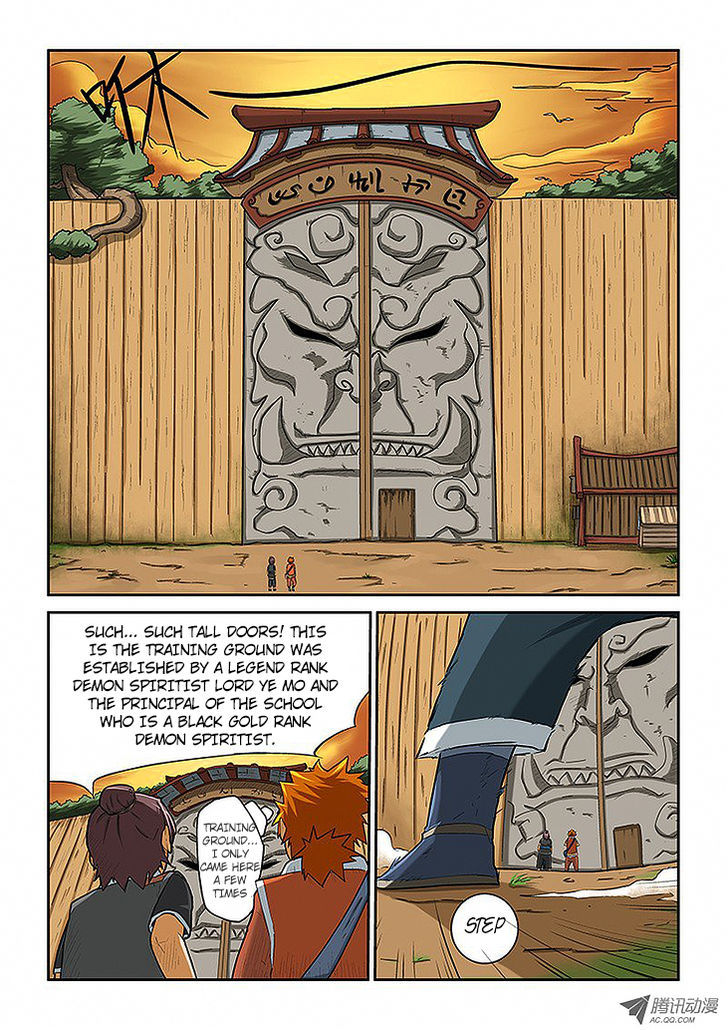 SUCH... SUCH TALL DOORS! THIS
IS THE TRAINING GROUND WAS
ESTABLISHED BY A LEGEND RANK
DEMON SPIRITIST LORD YE MO AND
THE PRINCIPAL OF THE SCHOOL
WHO IS A BLACK GOLD RANK
DEMON SPIRITIST.
TRAINING
GROUND...
I ONLY
CAME HERE
A FEW
TIMES
STEP
腾讯动漫
AC.QQ.COM